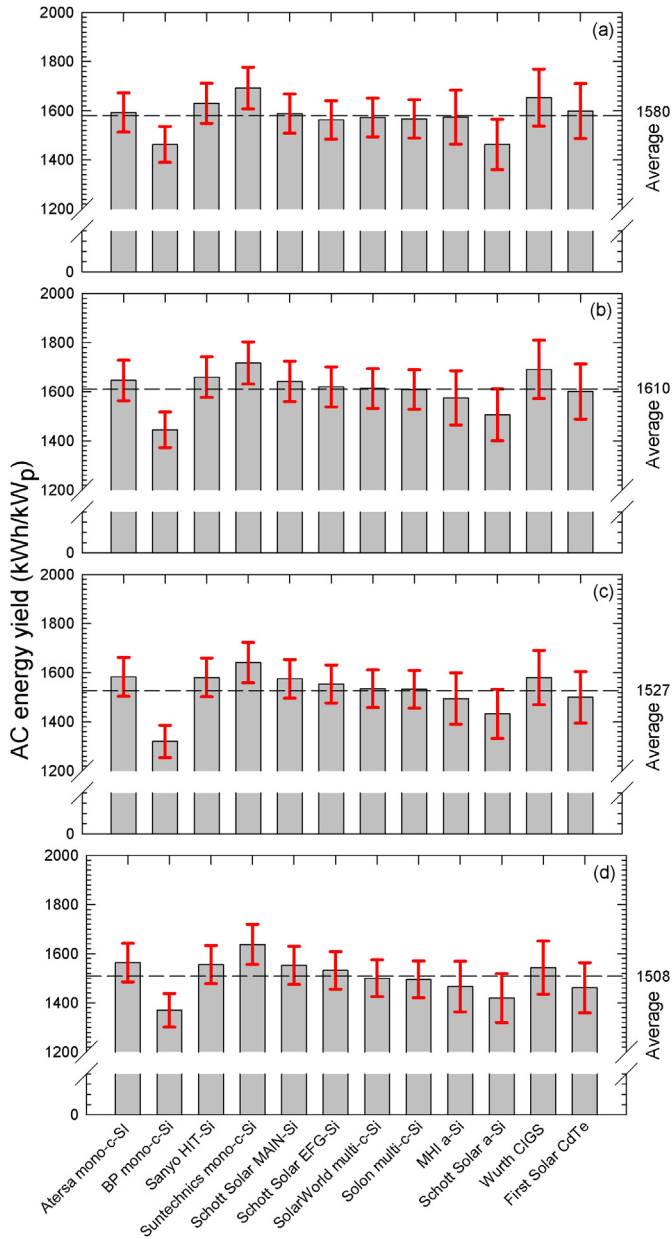 2000
(a)
1800
1600
1400
1200
0
1580
Average
2000
(b)
1800
1600
1400
1200
0
1610
Average
2000
(c)
1800
1600
1400
1200
0
1527
Average
2000
(d)
1800
1600
1400
1200
0
1508
Average
AC energy yield (kWh/kWp)
Atersa mono-c-SI
BP mono-c-Si
Sanyo HIT-Si
Suntechnics mono-c-Si
Schott Solar MAIN-Si
Schott Solar EFG-Si
SolarWorld multi-c-Si
Solon multi-c-Si
MHI a-Si
Schott Solar a-Si
Wurth CIGS
First Solar CdTe